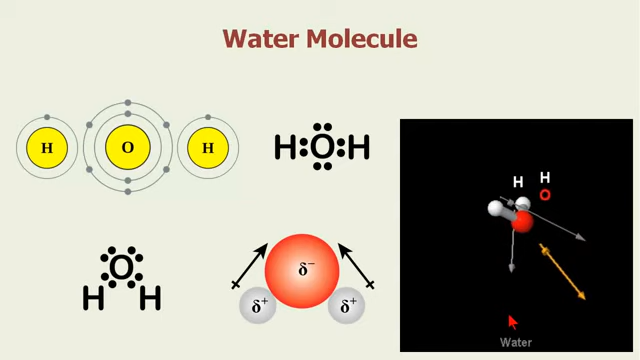 Water Molecule
H O H
H:O:H
O
H H
δ⁻
δ⁺ δ⁺
H H
O
Water